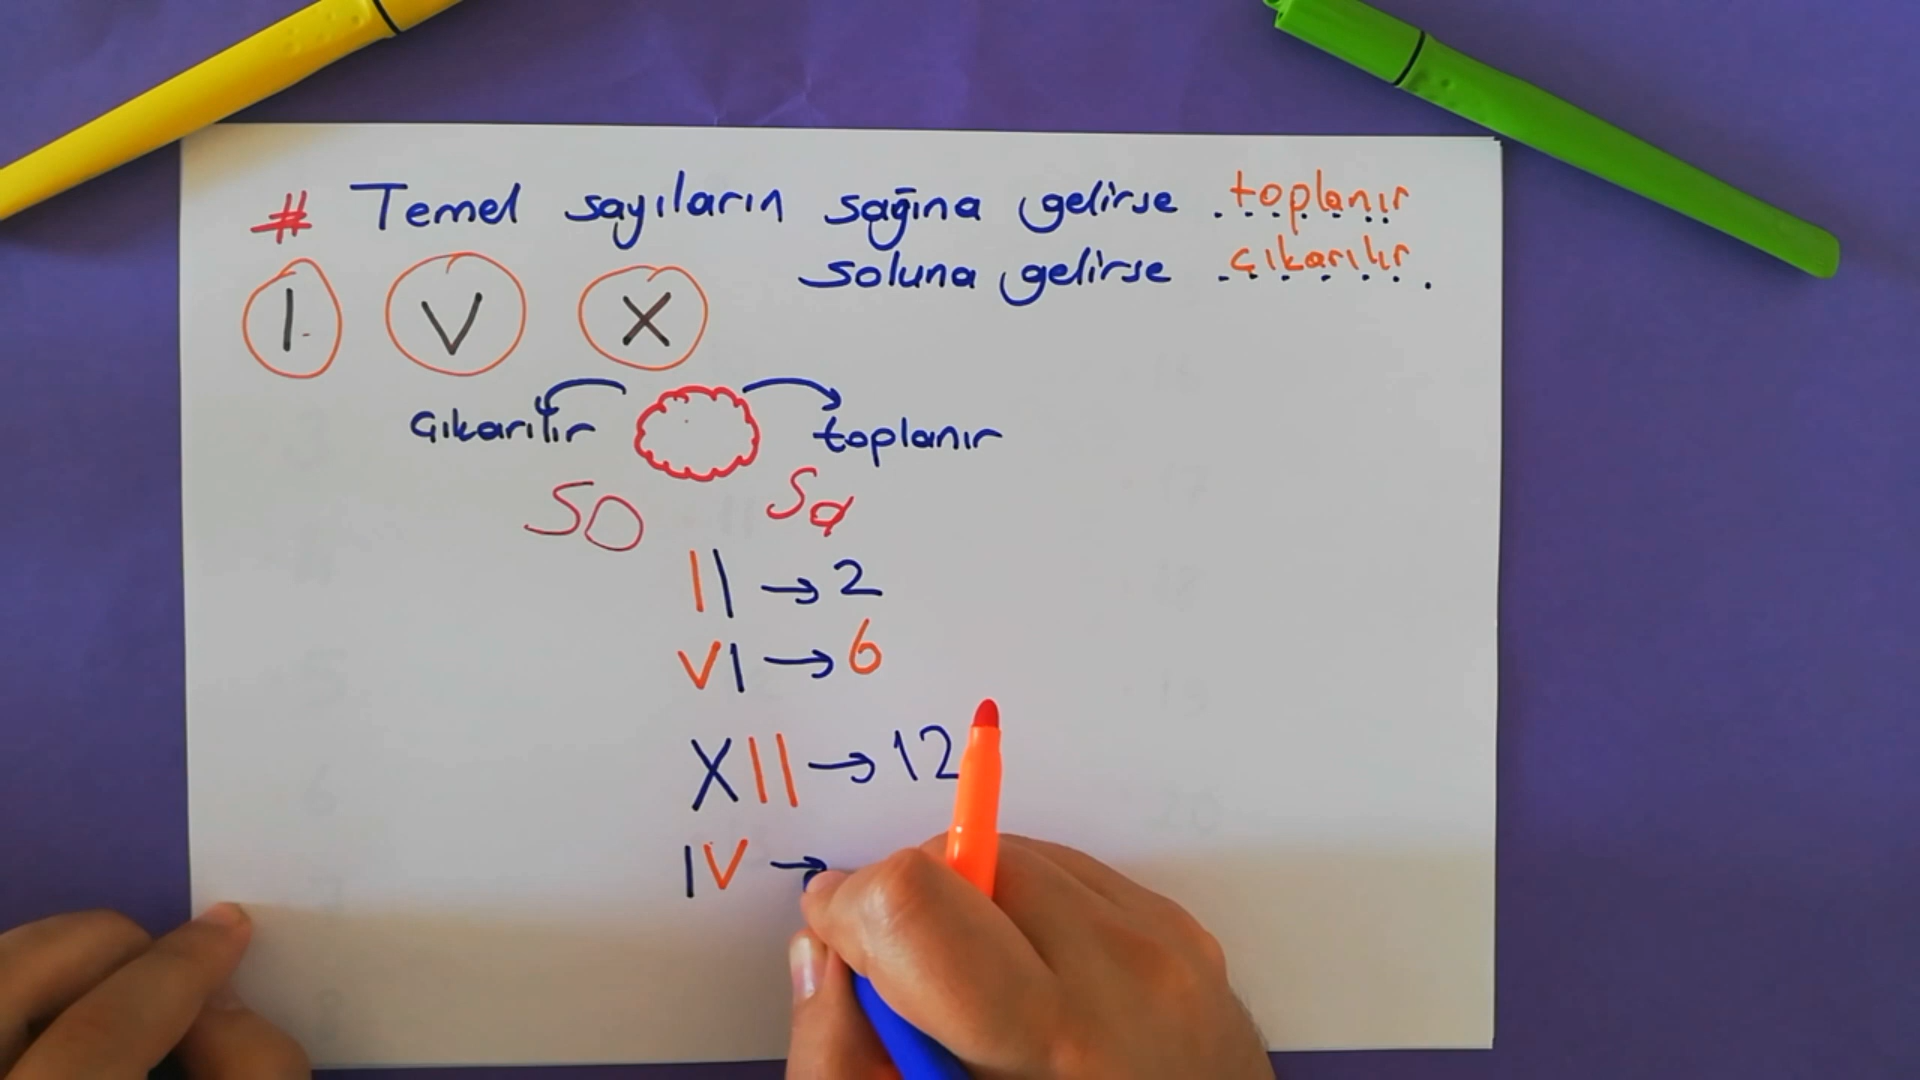 # Temel sayıların sağına gelirse toplanır
soluna gelirse çıkarılır.
I V X
Çıkarılır toplanır
SO Sa
II → 2
VI → 6
XII → 12
IV →